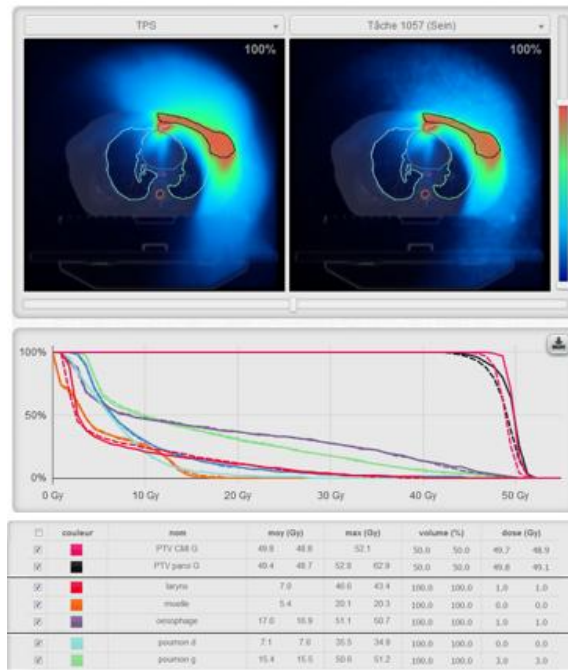 TPS
Tâche 1057 (Sein)
100%
100%
100%
50%
0%
0 Gy 10 Gy 20 Gy 30 Gy 40 Gy 50 Gy
couleur nom moy (Gy) max (Gy) volume (%) dose (Gy)
PTV CMI G 49.8 48.8 52.1 50.0 50.0 49.7 48.9
PTV paroi G 49.4 48.7 52.8 62.9 50.0 50.0 49.8 49.1
larynx 7.0 46.6 43.4 100.0 100.0 1.0 1.0
moelle 5.4 20.1 20.3 100.0 100.0 0.0 0.0
oesophage 17.0 16.9 51.1 50.7 100.0 100.0 1.0 1.0
poumon d 7.1 7.0 35.5 34.9 100.0 100.0 0.0 0.0
poumon g 15.4 15.5 50.6 51.2 100.0 100.0 3.0 3.0